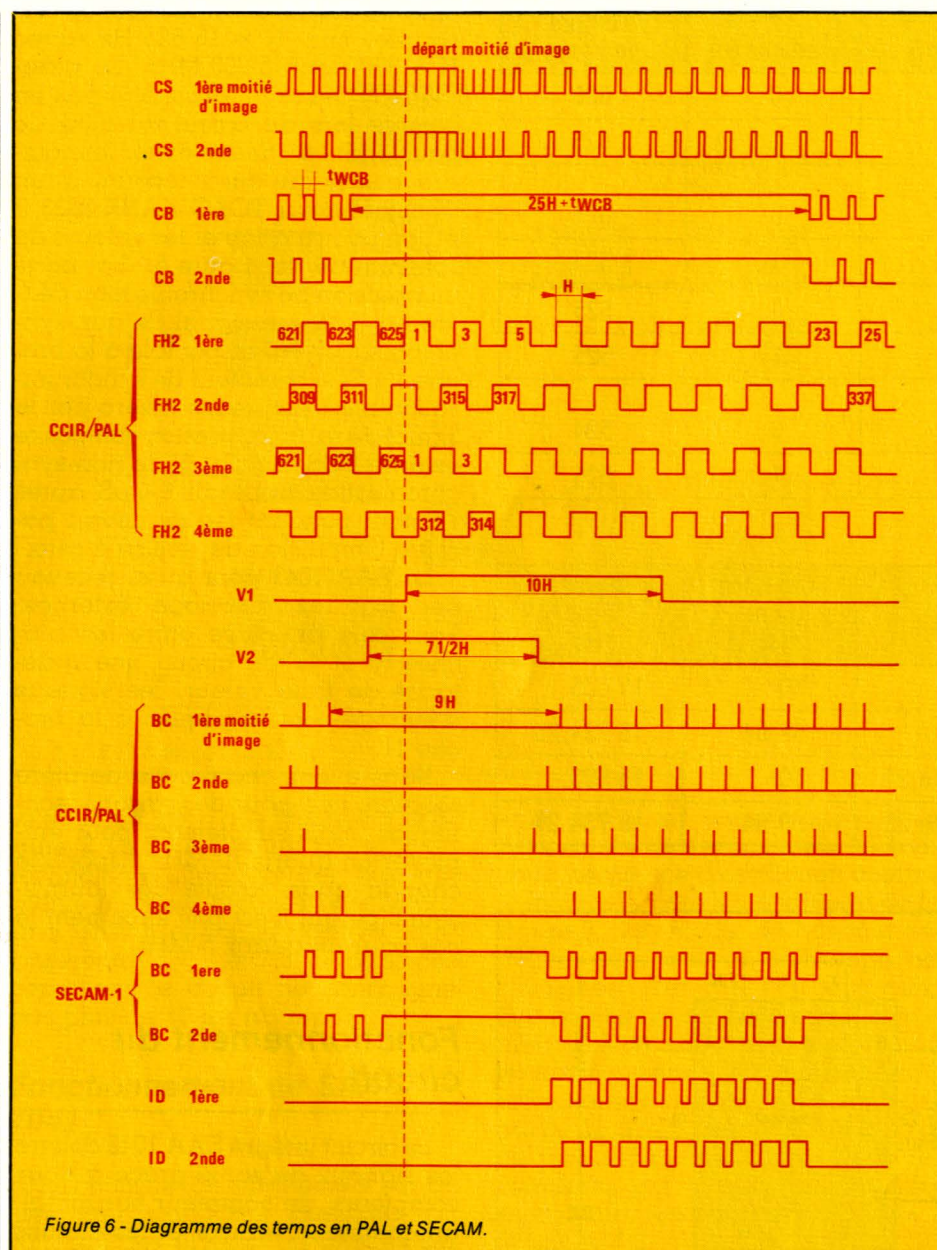 départ moitié d'image
CS 1ère moitié
d'image
CS 2nde
tWCB
CB 1ère 25H + tWCB
CB 2nde
H
FH2 1ère 621 623 625 1 3 5 23 25
FH2 2nde 309 311 315 317 337
CCIR/PAL
FH2 3ème 621 623 625 1 3
FH2 4ème 312 314
V1 10H
V2 7 1/2H
BC 1ère moitié 9H
d'image
BC 2nde
CCIR/PAL
BC 3ème
BC 4ème
BC 1ere
SECAM-1
BC 2de
ID 1ère
ID 2nde
Figure 6 - Diagramme des temps en PAL et SECAM.